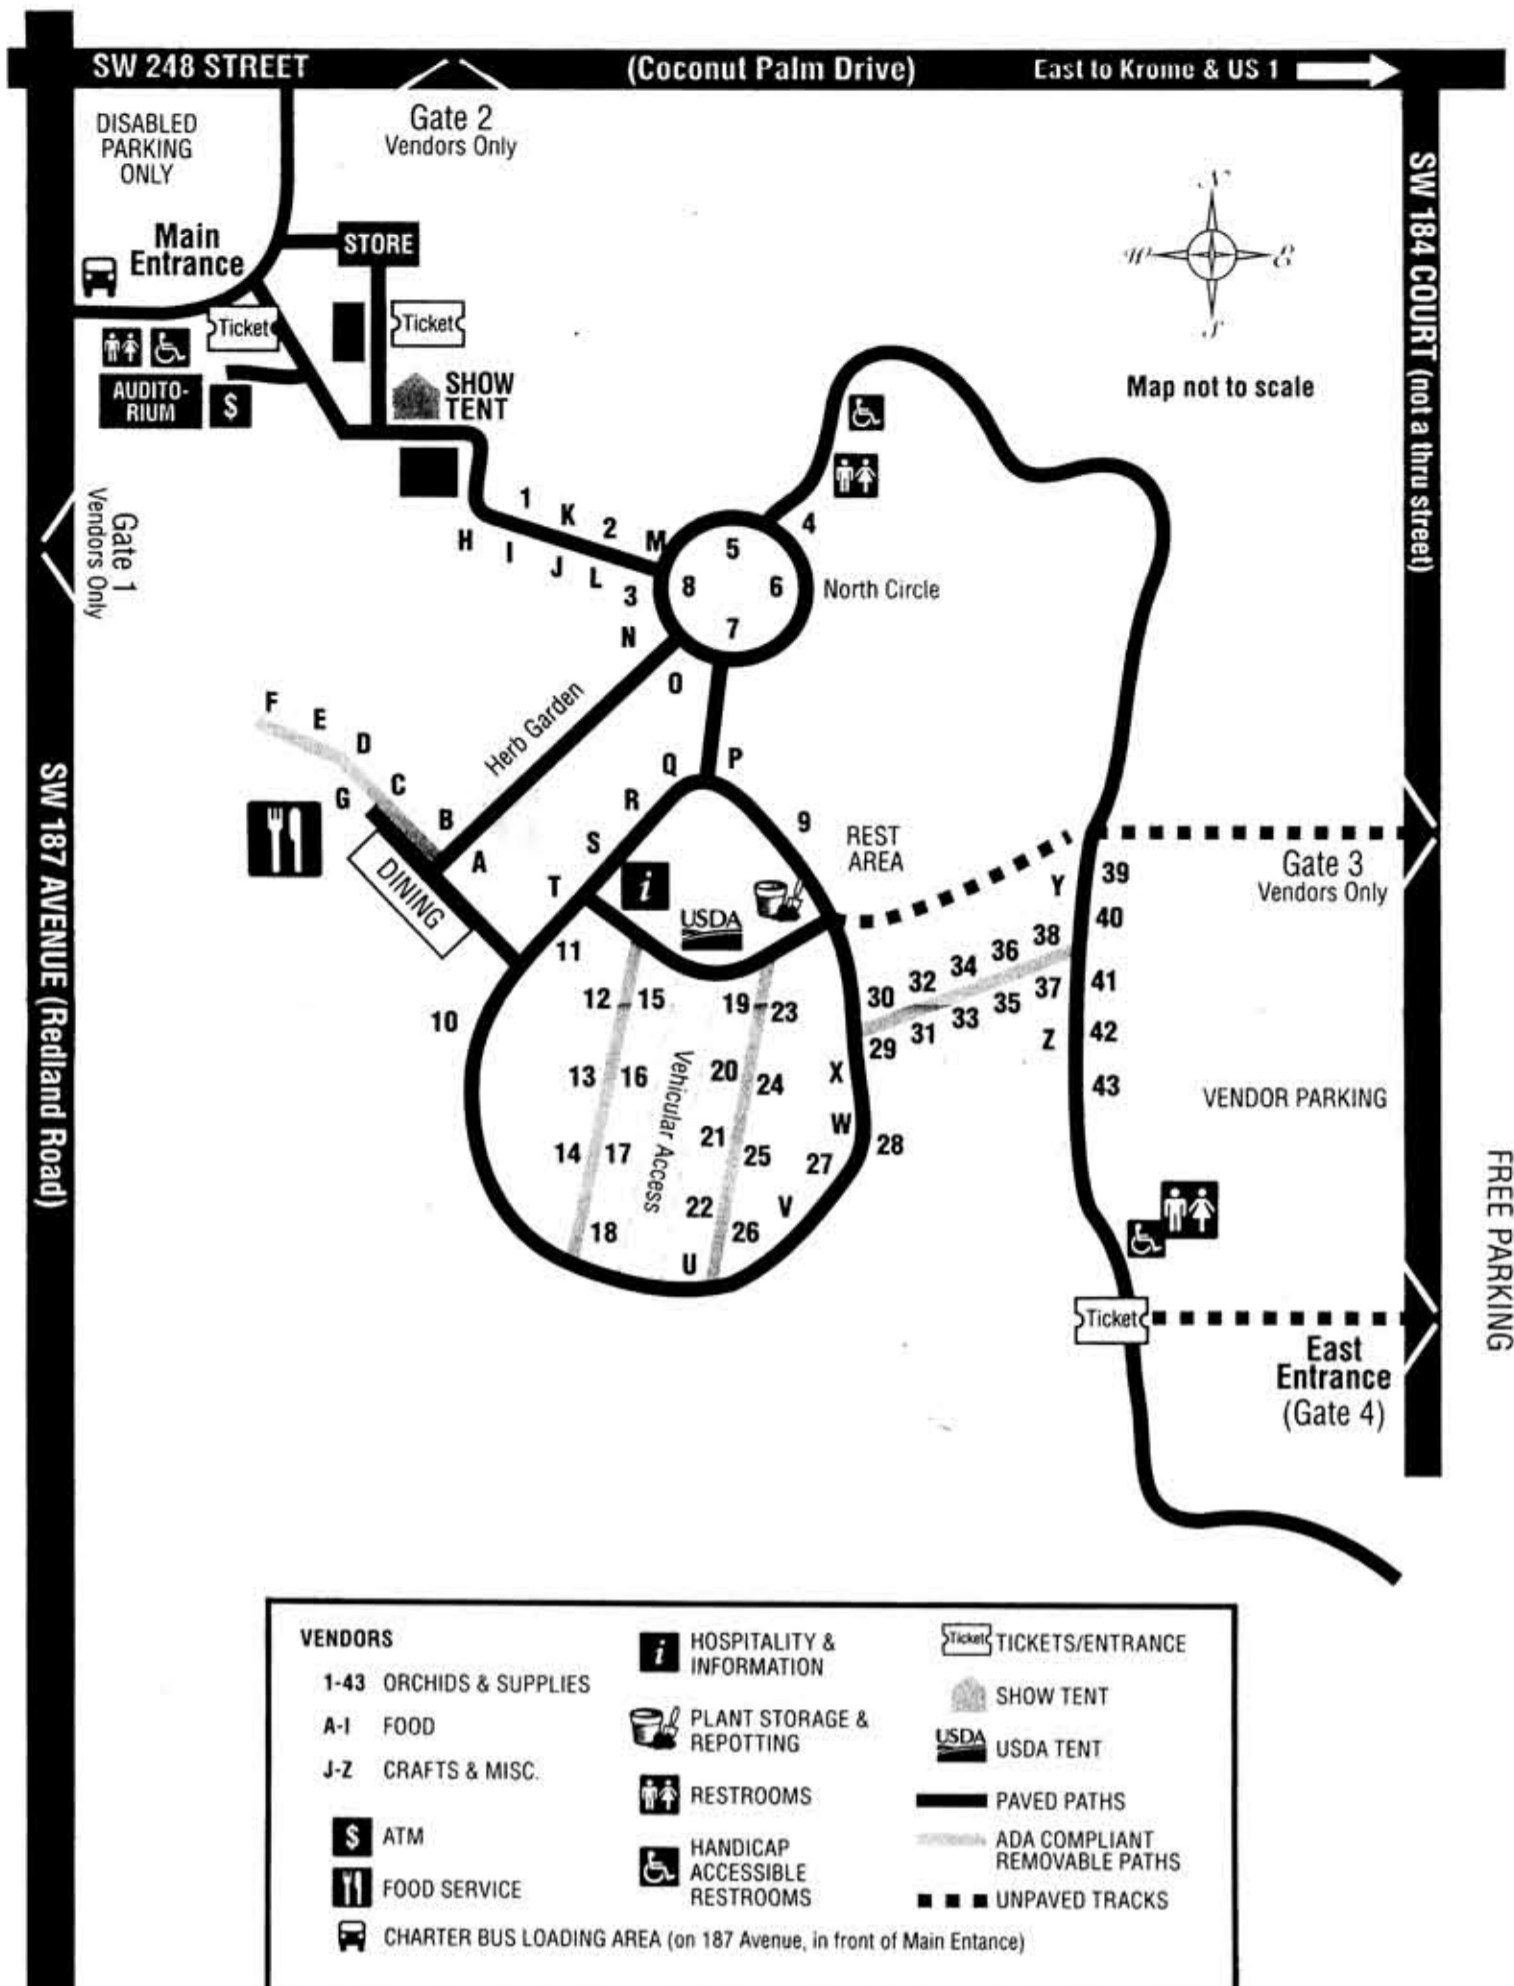 SW 248 STREET
(Coconut Palm Drive)
East to Krome & US 1
DISABLED
PARKING
ONLY
Gate 2
Vendors Only
Main
Entrance
STORE
Ticket
Ticket
AUDITO-
RIUM
$
SHOW
TENT
N
W
E
S
Map not to scale
SW 184 COURT (not a thru street)
Gate 1
Vendors Only
SW 187 AVENUE (Redland Road)
1
K
2
M
H
I
J
L
3
N
O
4
5
8
6
7
North Circle
Herb Garden
F
E
D
C
G
B
A
DINING
Q
P
R
S
T
9
REST
AREA
i
USDA
Gate 3
Vendors Only
10
11
12
15
19
23
13
16
20
24
14
17
21
25
18
22
26
U
V
27
W
X
28
Vehicular Access
30
32
34
36
38
29
31
33
35
37
Y
Z
39
40
41
42
43
VENDOR PARKING
FREE PARKING
Ticket
East
Entrance
(Gate 4)
VENDORS
1-43 ORCHIDS & SUPPLIES
A-I FOOD
J-Z CRAFTS & MISC.
$ ATM
FOOD SERVICE
CHARTER BUS LOADING AREA (on 187 Avenue, in front of Main Entance)
i HOSPITALITY &
INFORMATION
PLANT STORAGE &
REPOTTING
RESTROOMS
HANDICAP
ACCESSIBLE
RESTROOMS
Ticket TICKETS/ENTRANCE
SHOW TENT
USDA USDA TENT
PAVED PATHS
ADA COMPLIANT
REMOVABLE PATHS
UNPAVED TRACKS